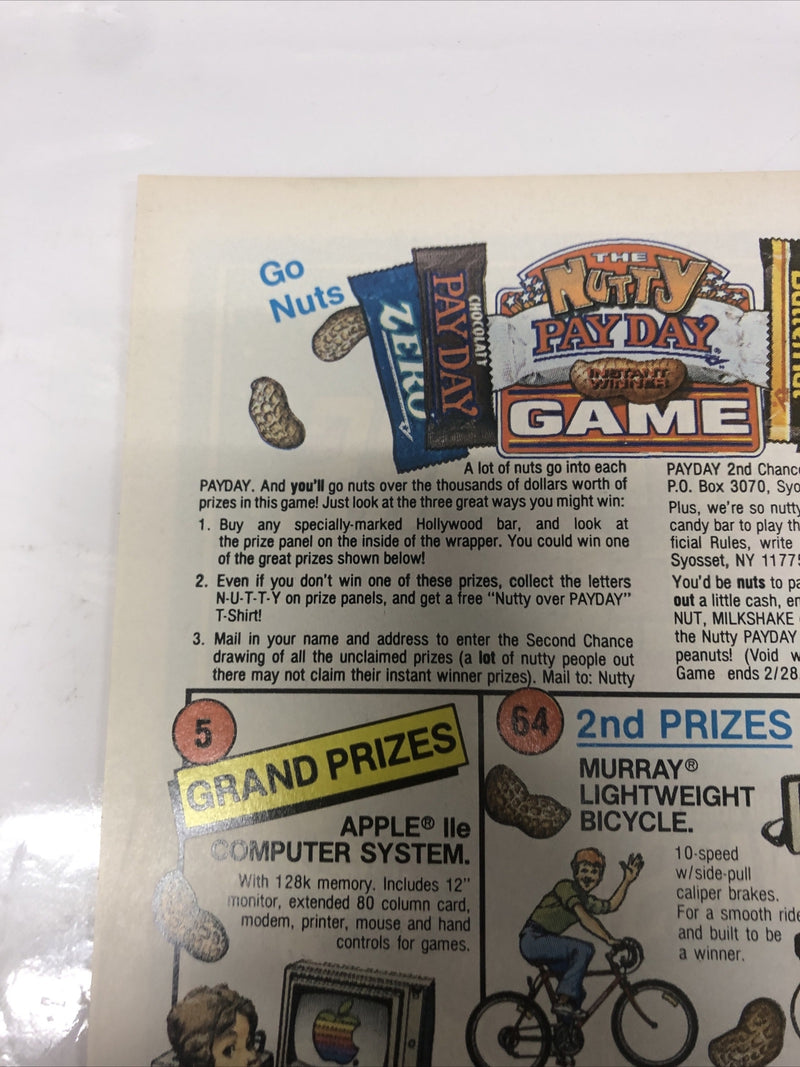 Go
Nuts
ZERO
CHOCOLATE
PAY DAY
THE
NUTTY
PAY DAY
INSTANT
WINNER
GAME
A lot of nuts go into each
PAYDAY. And you'll go nuts over the thousands of dollars worth of
prizes in this game! Just look at the three great ways you might win:
1. Buy any specially-marked Hollywood bar, and look at
the prize panel on the inside of the wrapper. You could win one
of the great prizes shown below!
2. Even if you don't win one of these prizes, collect the letters
N-U-T-T-Y on prize panels, and get a free "Nutty over PAYDAY"
T-Shirt!
3. Mail in your name and address to enter the Second Chance
drawing of all the unclaimed prizes (a lot of nutty people out
there may not claim their instant winner prizes). Mail to: Nutty
PAYDAY 2nd Chanc
P.O. Box 3070, Syo
Plus, we're so nutty
candy bar to play th
ficial Rules, write
Syosset, NY 1177
You'd be nuts to pa
out a little cash, en
NUT, MILKSHAKE
the Nutty PAYDAY
peanuts! (Void w
Game ends 2/28
5
GRAND PRIZES
APPLE® IIe
COMPUTER SYSTEM.
With 128k memory. Includes 12"
monitor, extended 80 column card,
modem, printer, mouse and hand
controls for games.
64
2nd PRIZES
MURRAY®
LIGHTWEIGHT
BICYCLE.
10-speed
w/side-pull
caliper brakes.
For a smooth ride
and built to be
a winner.